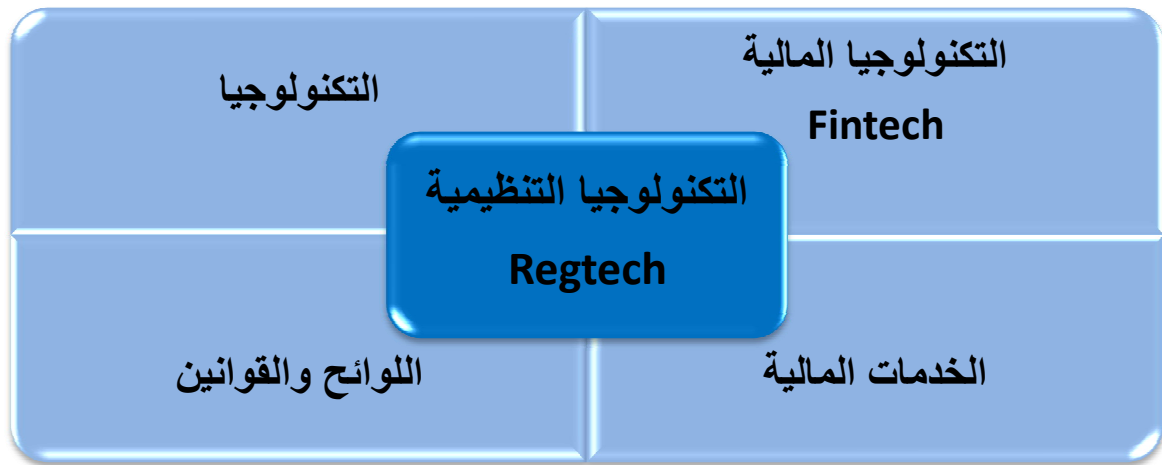 التكنولوجيا المالية
Fintech
التكنولوجيا
التكنولوجيا التنظيمية
Regtech
الخدمات المالية
اللوائح والقوانين